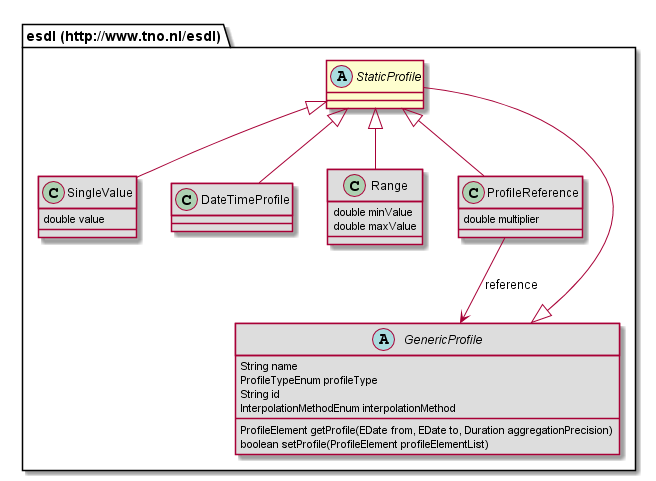 esdl (http://www.tno.nl/esdl)
A StaticProfile
C SingleValue
double value
C DateTimeProfile
C Range
double minValue
double maxValue
C ProfileReference
double multiplier
reference
A GenericProfile
String name
ProfileTypeEnum profileType
String id
InterpolationMethodEnum interpolationMethod
ProfileElement getProfile(EDate from, EDate to, Duration aggregationPrecision)
boolean setProfile(ProfileElement profileElementList)